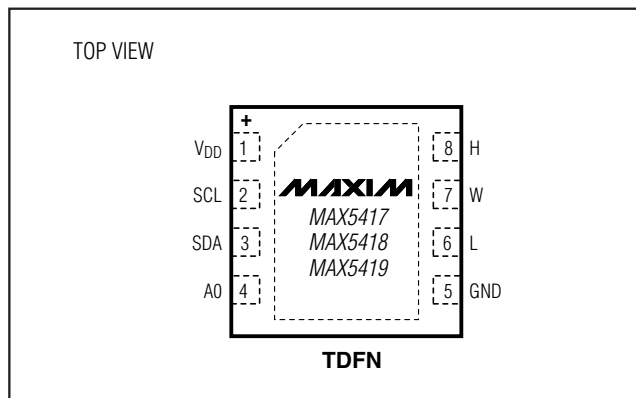 TOP VIEW
+
VDD 1
8 H
SCL 2
7 W
SDA 3
6 L
A0 4
5 GND
MAXIM
MAX5417
MAX5418
MAX5419
TDFN